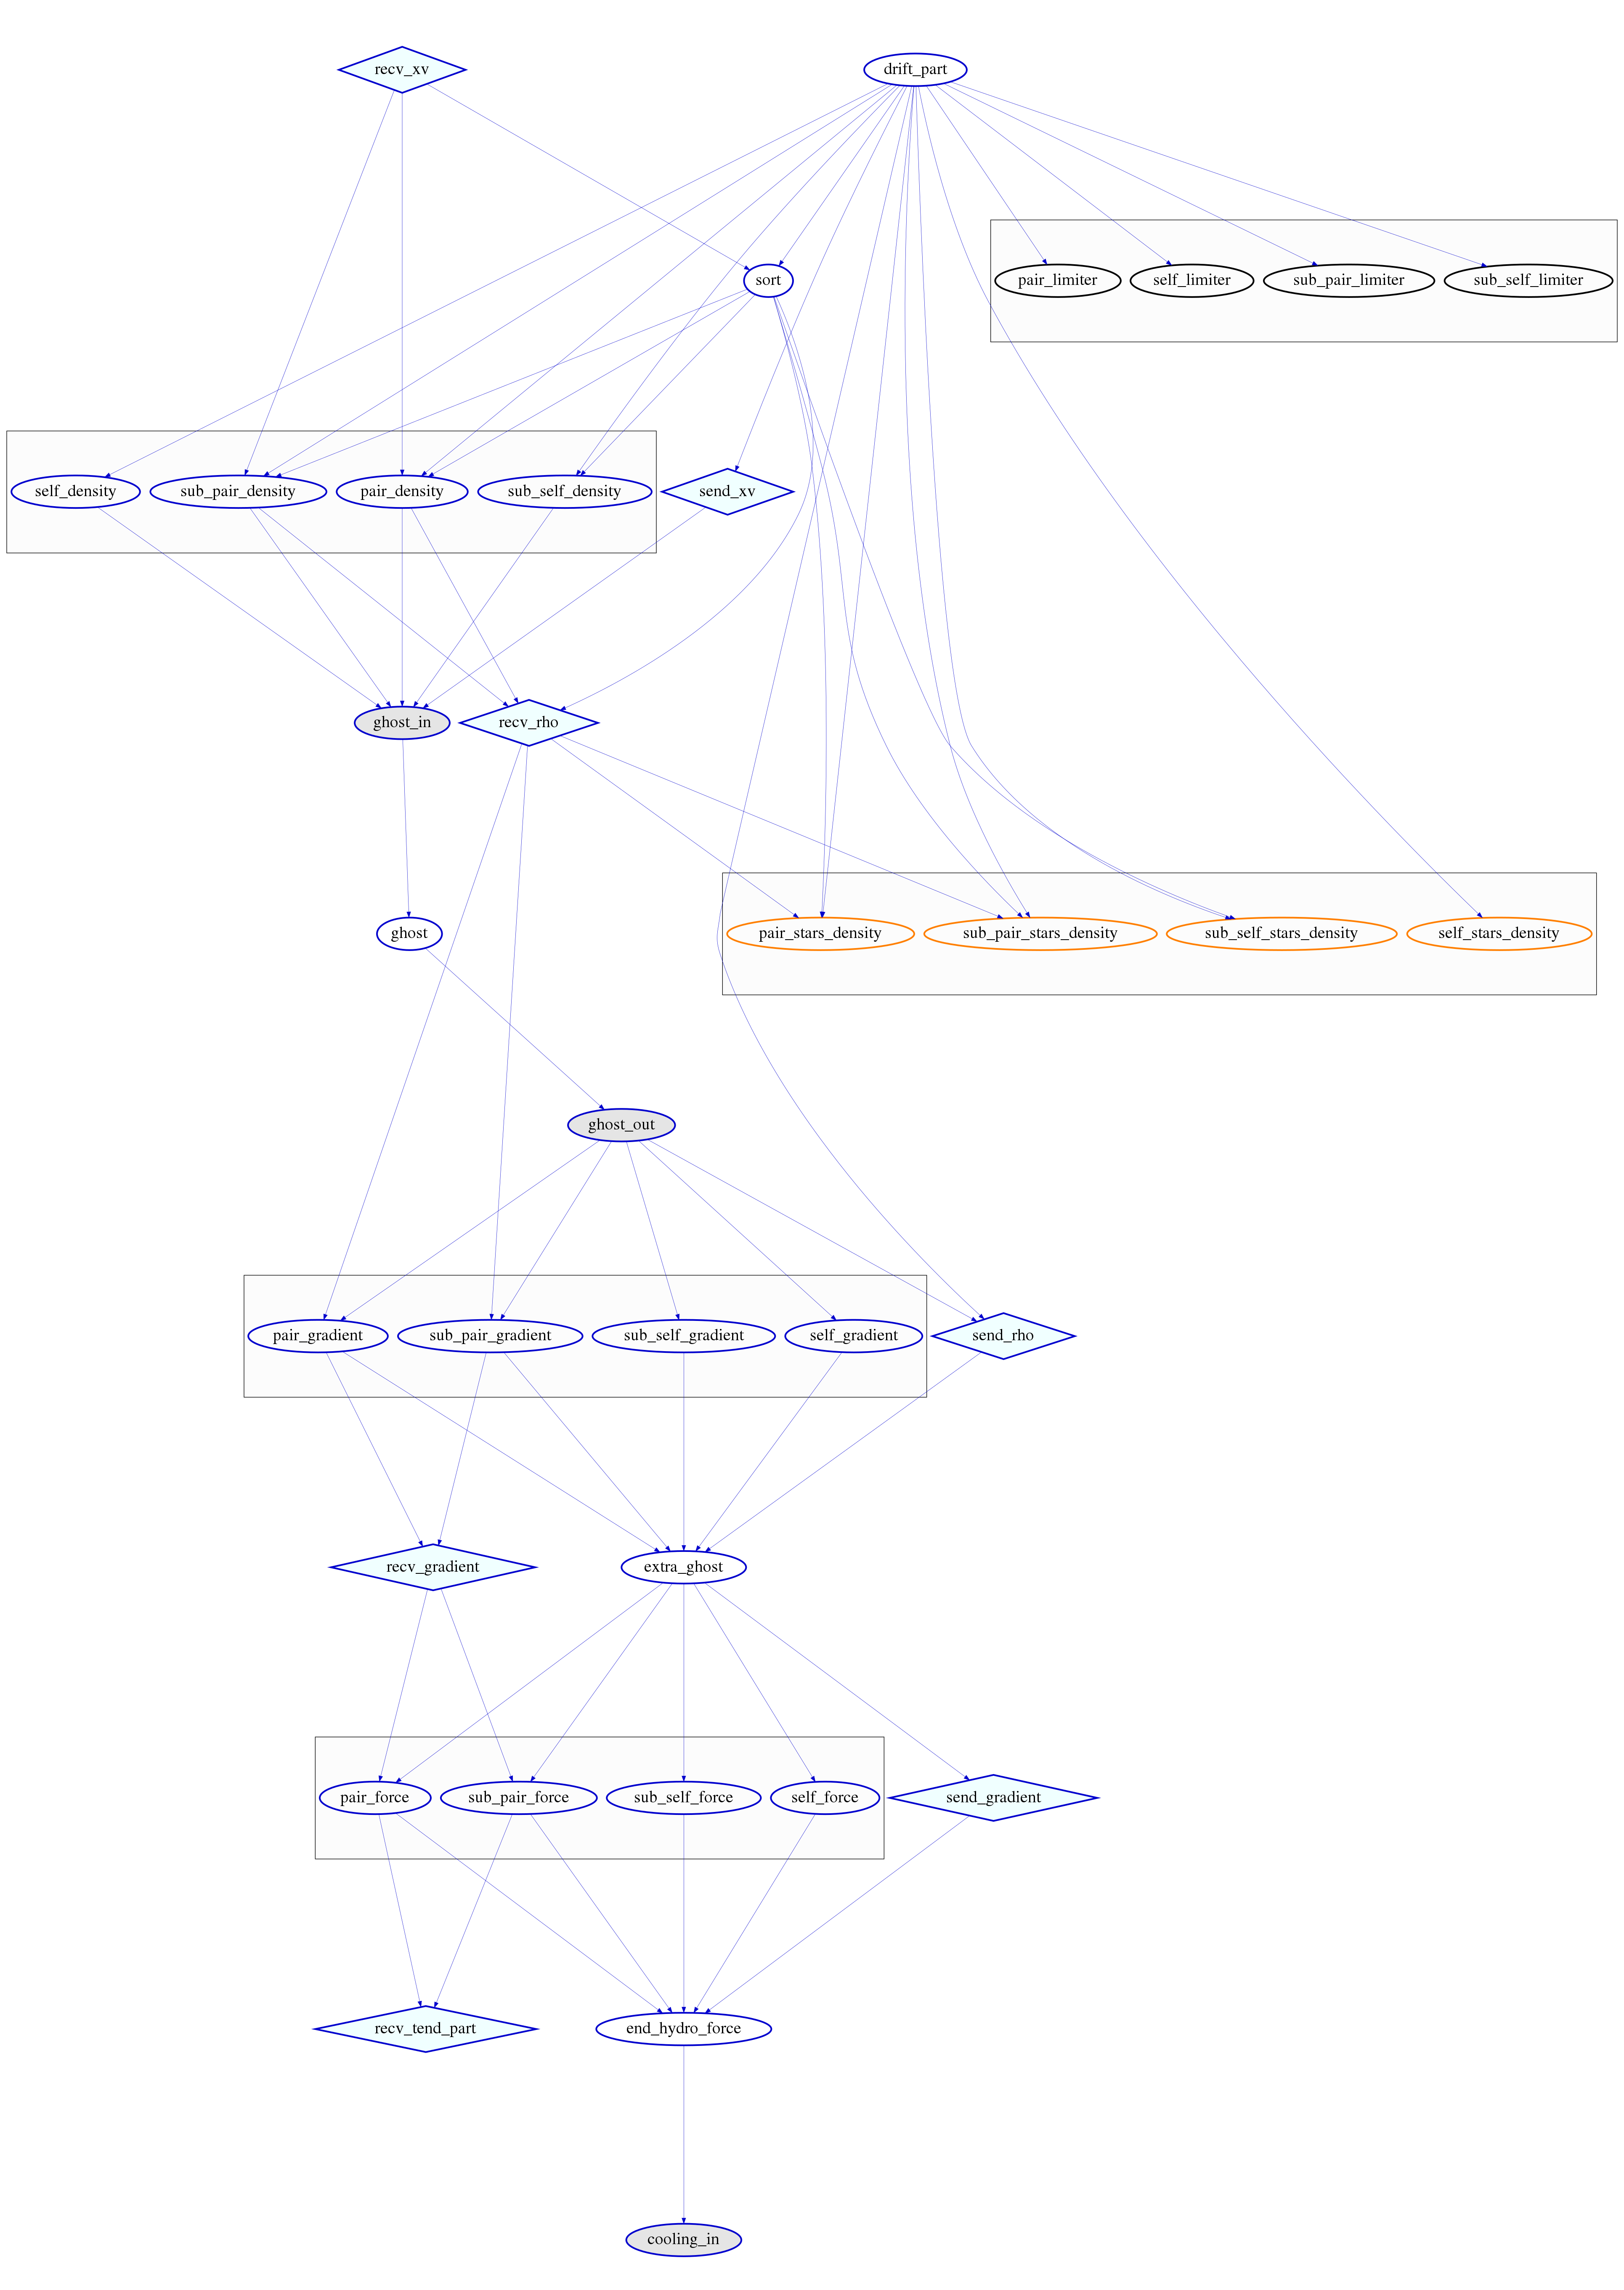 recv_xv
drift_part
sort
pair_limiter
self_limiter
sub_pair_limiter
sub_self_limiter
self_density
sub_pair_density
pair_density
sub_self_density
send_xv
ghost_in
recv_rho
ghost
pair_stars_density
sub_pair_stars_density
sub_self_stars_density
self_stars_density
ghost_out
pair_gradient
sub_pair_gradient
sub_self_gradient
self_gradient
send_rho
recv_gradient
extra_ghost
pair_force
sub_pair_force
sub_self_force
self_force
send_gradient
recv_tend_part
end_hydro_force
cooling_in